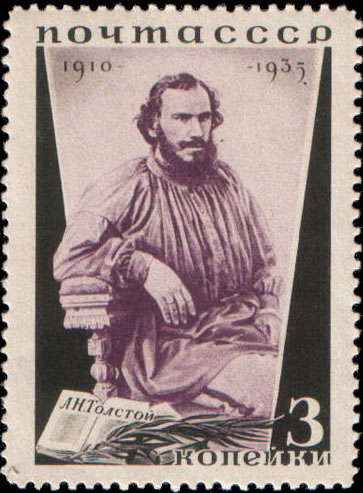 ПОЧТА СССР
1910 - - 1935
Л.Н.Толстой
3
копейки